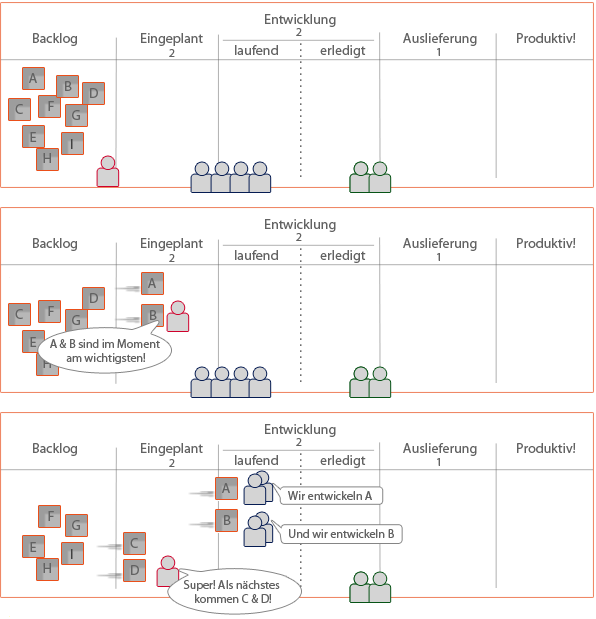 Entwicklung
2
Backlog Eingeplant Auslieferung Produktiv!
2 laufend erledigt 1
A
B
D
C
F
G
E
I
H
Entwicklung
2
Backlog Eingeplant Auslieferung Produktiv!
2 laufend erledigt 1
A
D
C
F
G
B
E
A & B sind im Moment
am wichtigsten!
H
Entwicklung
2
Backlog Eingeplant Auslieferung Produktiv!
2 laufend erledigt 1
A
Wir entwickeln A
F
G
B
Und wir entwickeln B
E
I
C
H
D
Super! Als nächstes
kommen C & D!